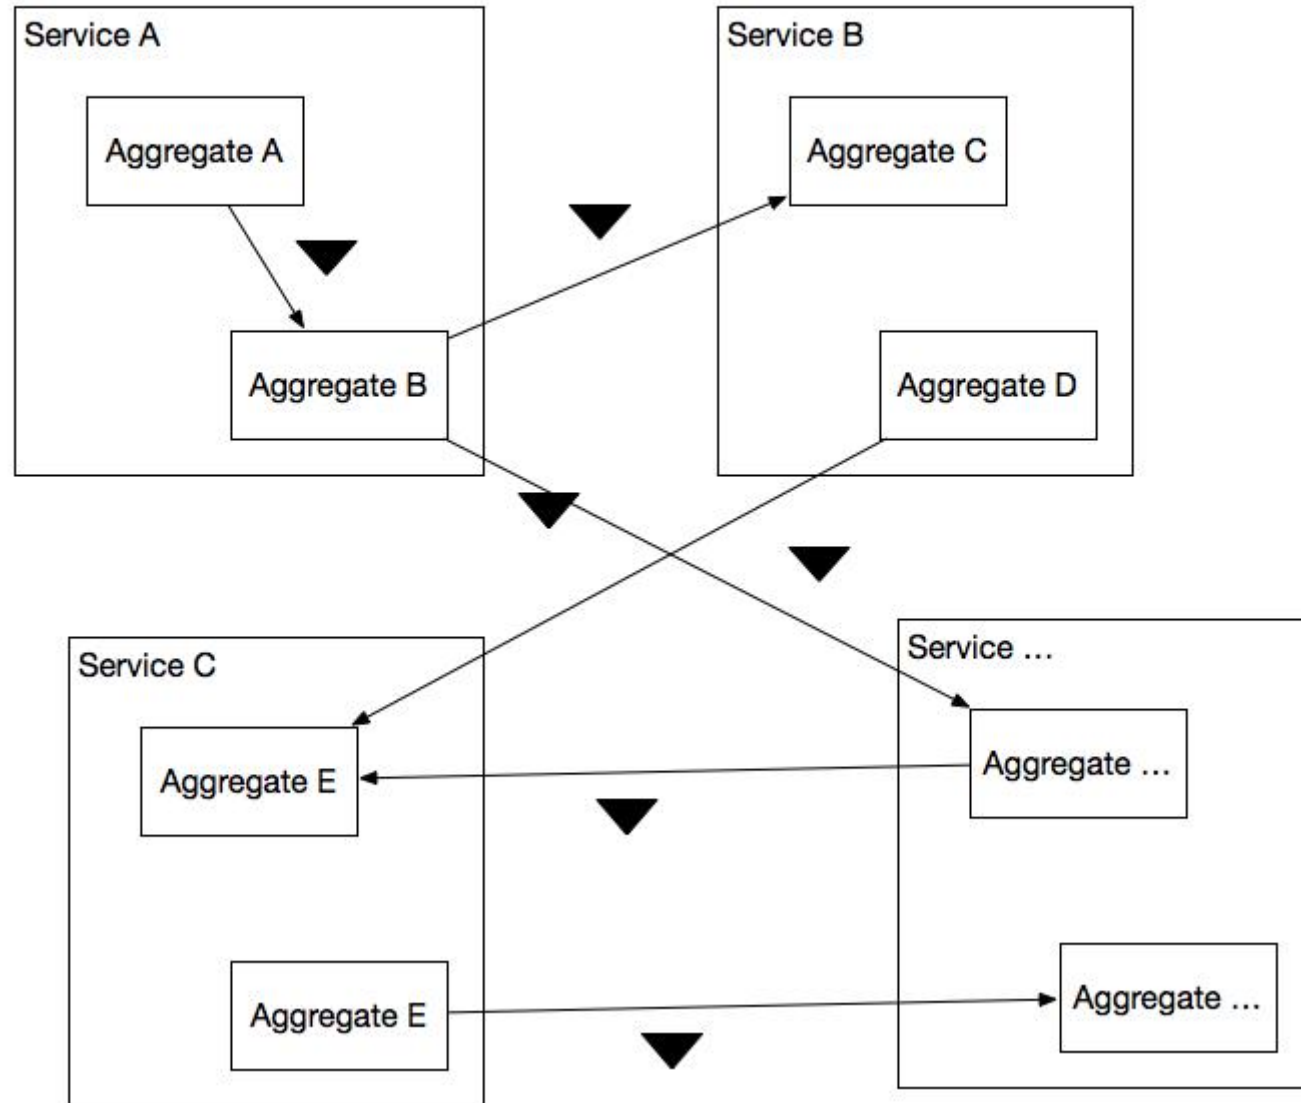 Service A
Aggregate A
Aggregate B
Service B
Aggregate C
Aggregate D
Service C
Aggregate E
Aggregate E
Service …
Aggregate …
Aggregate …